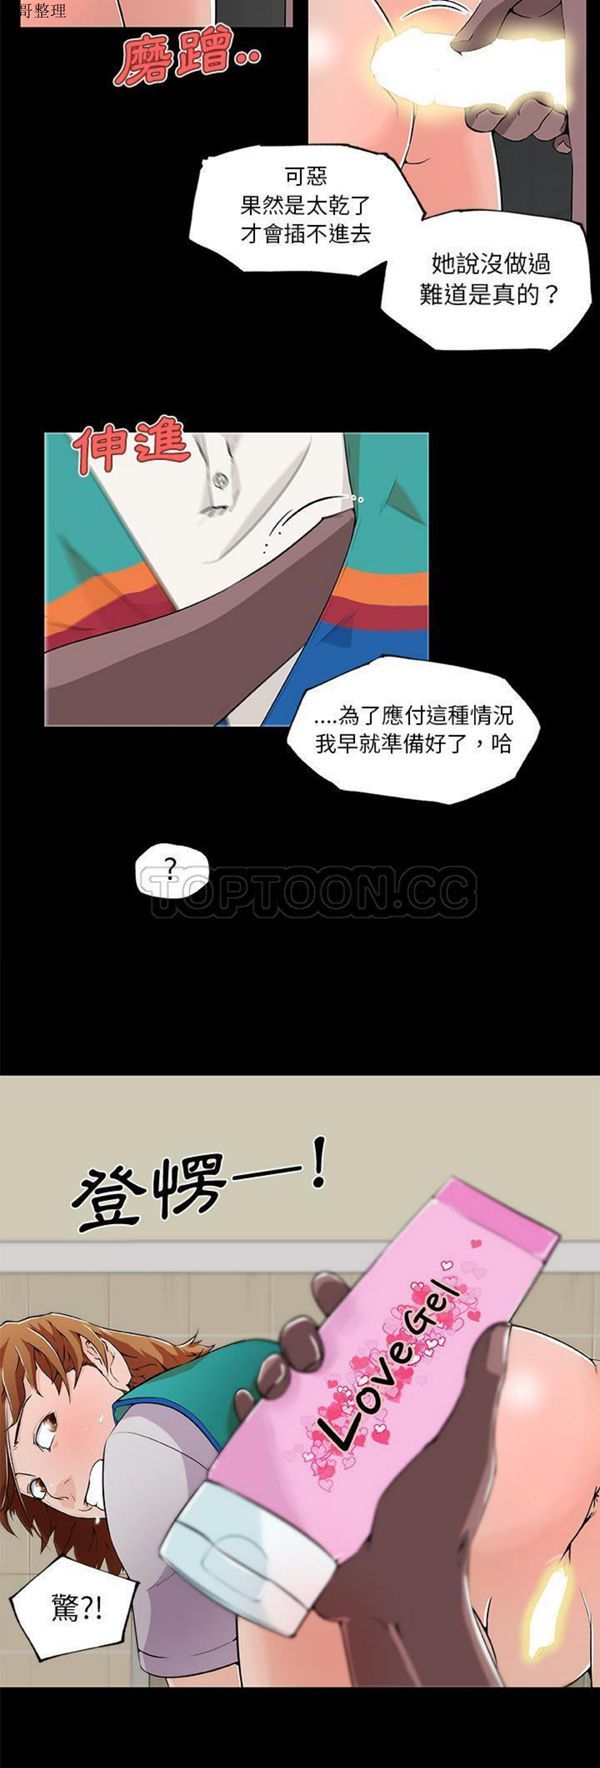 哥整理
磨蹭..
可惡
果然是太乾了
才會插不進去
她說沒做過
難道是真的？
伸進
....為了應付這種情況
我早就準備好了，哈
？
TOPTOON.CC
登愣—!
Love Gel
驚?!